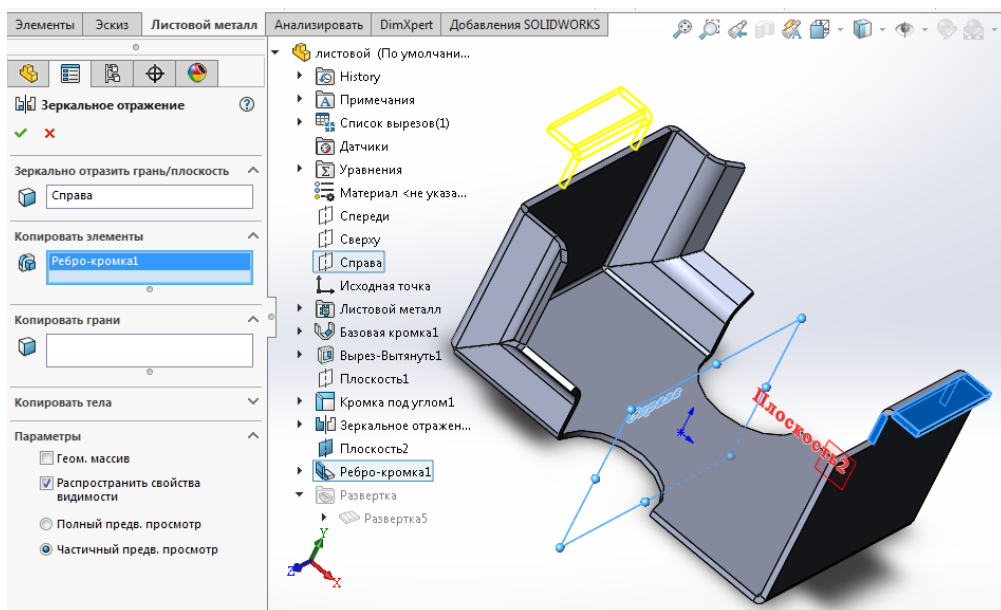 Элементы Эскиз Листовой металл Анализировать DimXpert Добавления SOLIDWORKS
Зеркальное отражение
Зеркально отразить грань/плоскость
Справа
Копировать элементы
Ребро-кромка1
Копировать грани
Копировать тела
Параметры
Геом. массив
Распространить свойства
видимости
Полный предв. просмотр
Частичный предв. просмотр
листовой (По умолчани...
History
Примечания
Список вырезов(1)
Датчики
Уравнения
Материал <не указа...
Спереди
Сверху
Справа
Исходная точка
Листовой металл
Базовая кромка1
Вырез-Вытянуть1
Плоскость1
Кромка под углом1
Зеркальное отражен...
Плоскость2
Ребро-кромка1
Развертка
Развертка5
Справа
Плоскость2
Y
Z
X